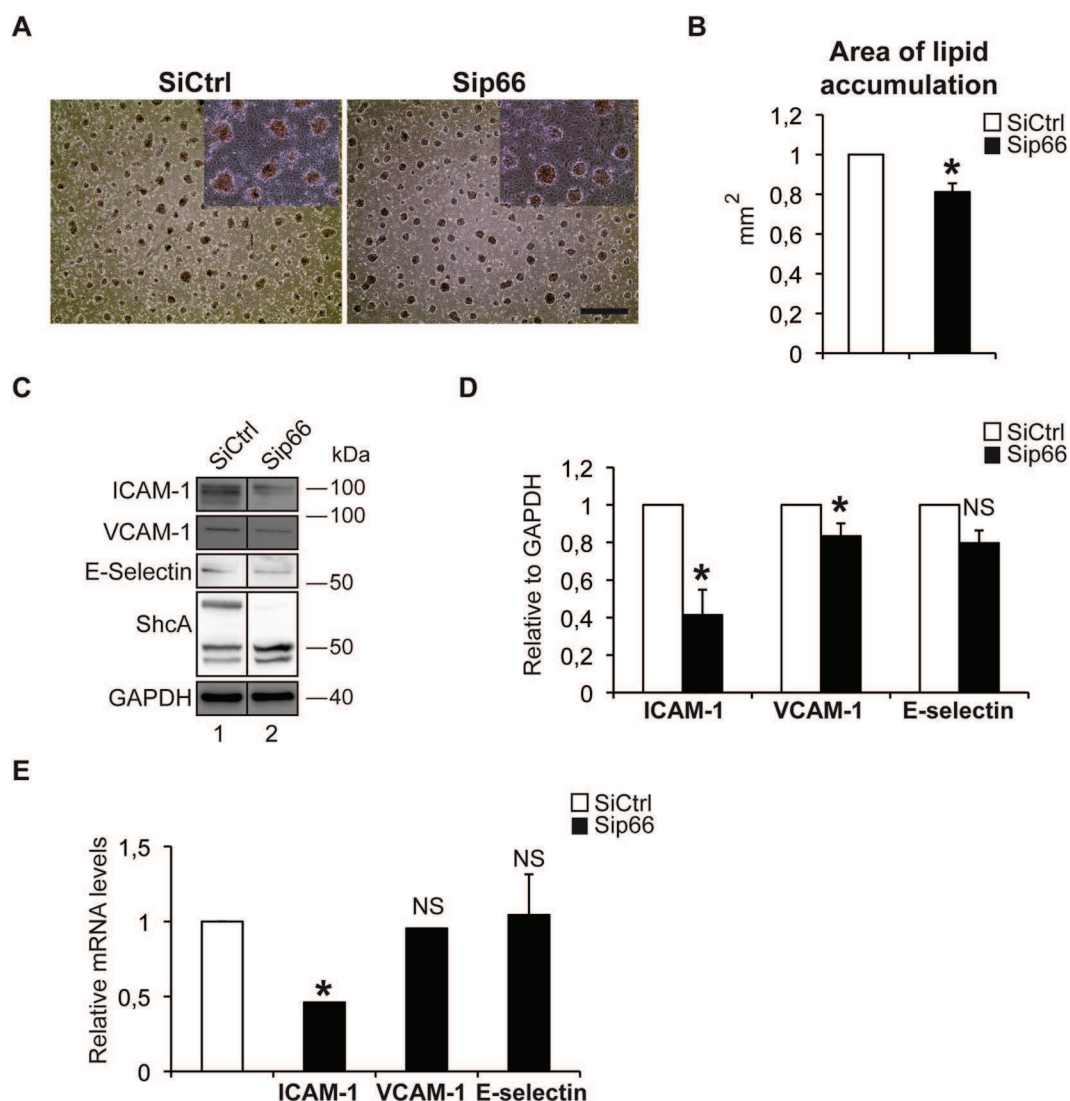 A
SiCtrl
Sip66
B
Area of lipid
accumulation
SiCtrl
Sip66
1,2
1
0,8
0,6
0,4
0,2
0
mm2
*
C
SiCtrl
Sip66
kDa
ICAM-1
100
100
VCAM-1
E-Selectin
50
ShcA
50
GAPDH
40
1
2
D
SiCtrl
Sip66
Relative to GAPDH
1,2
1
0,8
0,6
0,4
0,2
0
*
*
NS
ICAM-1
VCAM-1
E-selectin
E
SiCtrl
Sip66
Relative mRNA levels
1,5
1
0,5
0
*
NS
NS
ICAM-1
VCAM-1
E-selectin